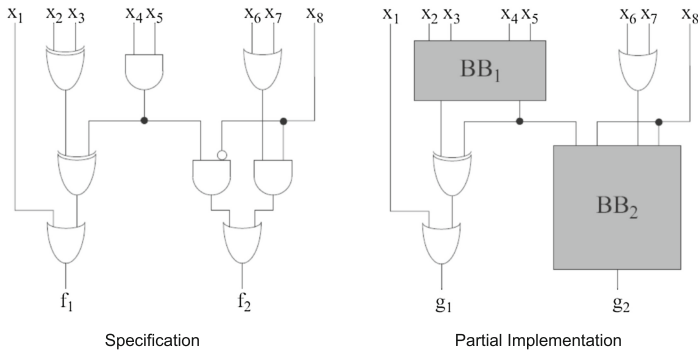 x1 x2 x3 x4 x5 x6 x7 x8
x1 x2 x3 x4 x5 x6 x7 x8
BB1
BB2
f1 f2
g1 g2
Specification
Partial Implementation